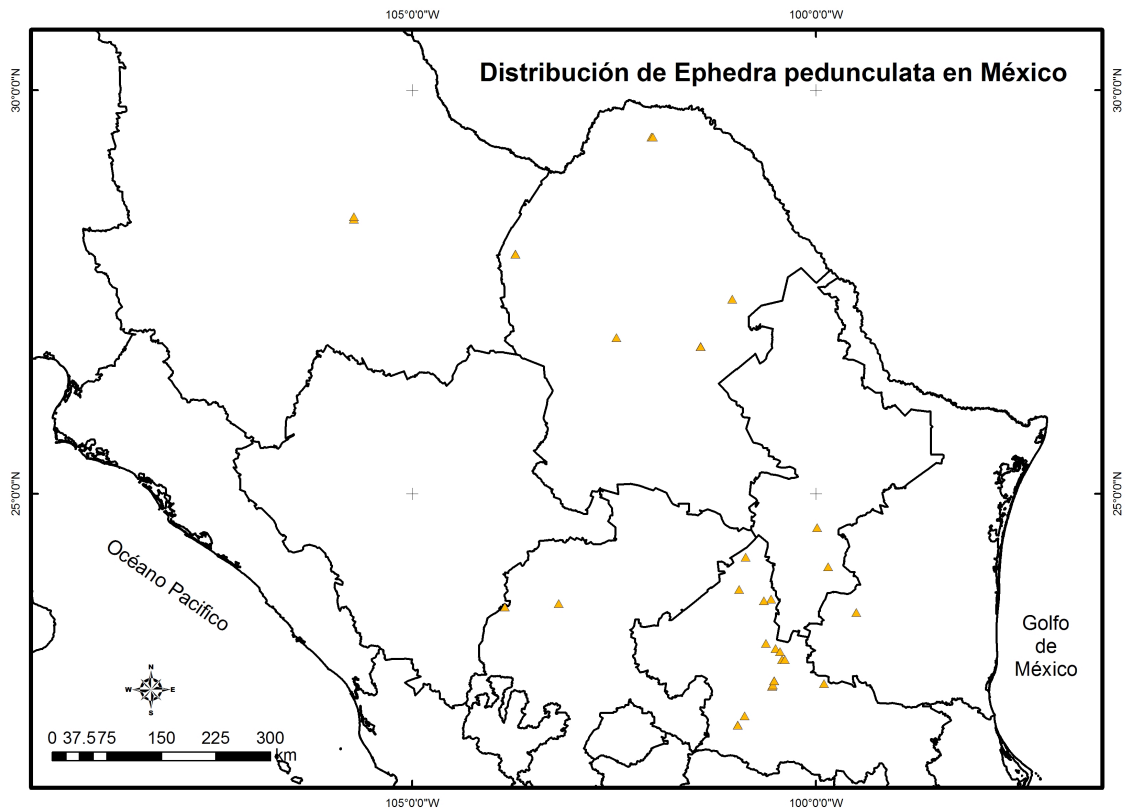 105°0'0"W
100°0'0"W
Distribución de Ephedra pedunculata en México
30°0'0"N
30°0'0"N
25°0'0"N
25°0'0"N
Océano Pacifico
Golfo
de
México
N
W
E
S
0 37.575 150 225 300
km
105°0'0"W
100°0'0"W